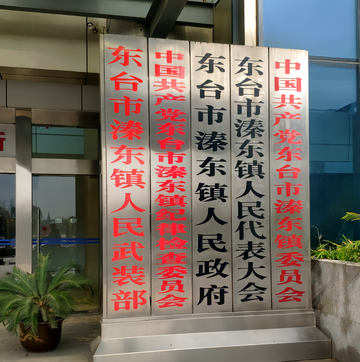 中国共产党东台市溱东镇委员会
东台市溱东镇人民代表大会
东台市溱东镇人民政府
中国共产党东台市溱东镇纪律检查委员会
东台市溱东镇人民武装部